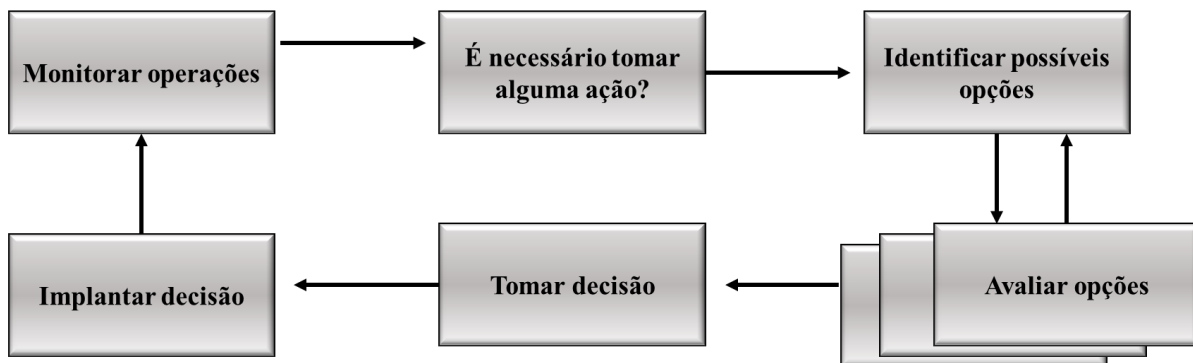 Monitorar operações
É necessário tomar
alguma ação?
Identificar possíveis
opções
Implantar decisão
Tomar decisão
Avaliar opções